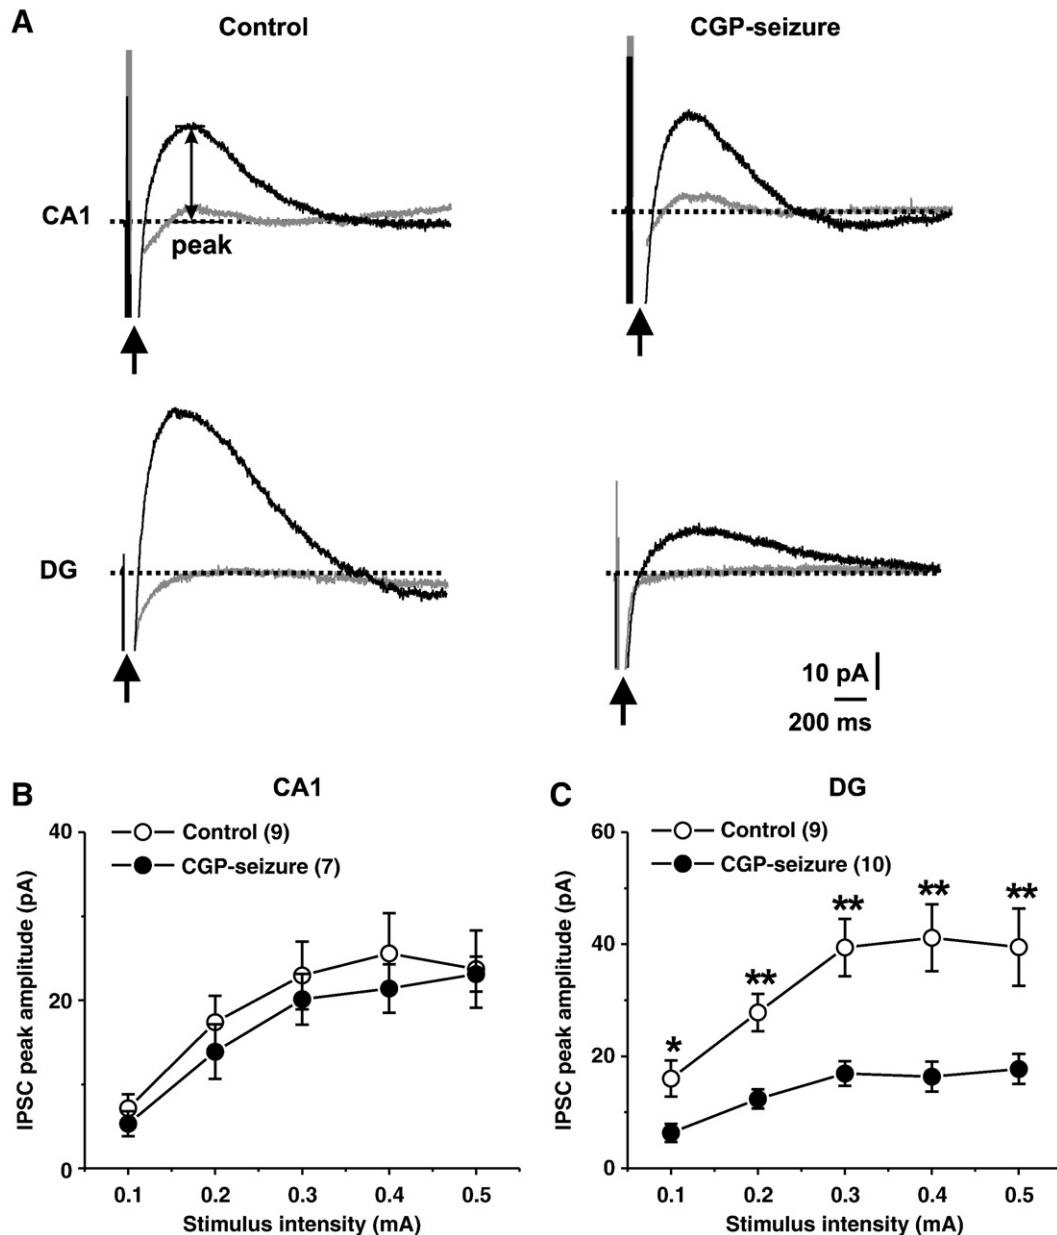 A
Control
CGP-seizure
CA1
peak
DG
10 pA
200 ms
B
CA1
Control (9)
CGP-seizure (7)
IPSC peak amplitude (pA)
40
20
0
0.1 0.2 0.3 0.4 0.5
Stimulus intensity (mA)
C
DG
Control (9)
CGP-seizure (10)
IPSC peak amplitude (pA)
60
40
20
0
* ** ** ** **
0.1 0.2 0.3 0.4 0.5
Stimulus intensity (mA)